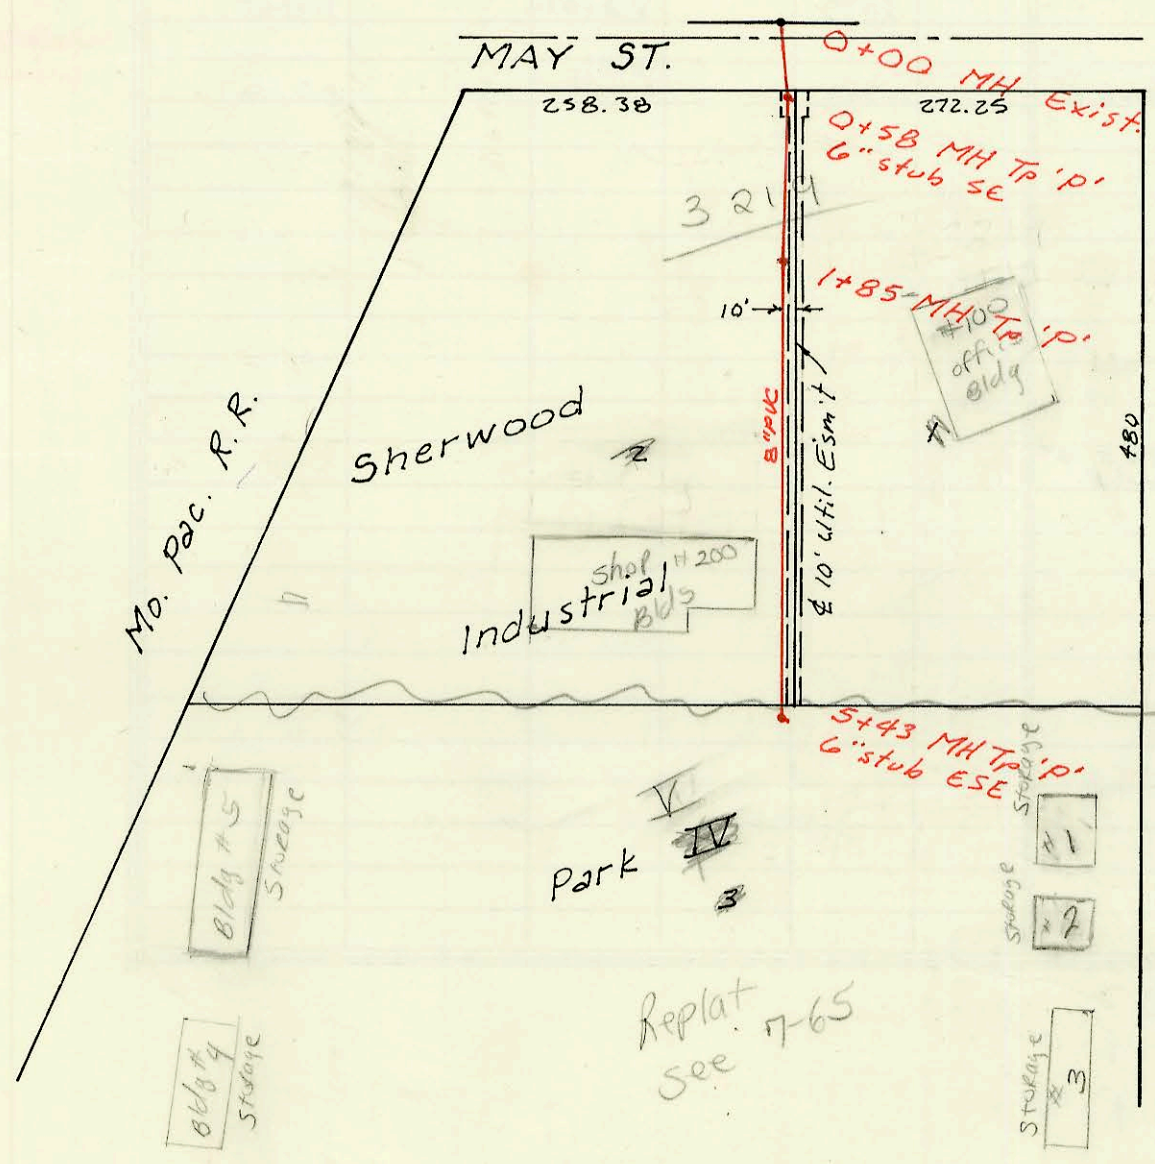 MAY ST.
258.38
272.25
0+00 MH Exist.
0+58 MH Tp 'P'
6" stub SE
3214
1+85 MH Tp 'P'
10'
#100
office
Bldg
8" PVC
℄ 10' Util. Esm't
480
Mo. Pac. R.R.
Sherwood
2
Shop #200
Bldg
Industrial
5+43 MH Tp 'P'
6" stub ESE
V
IV
Park
3
Bldg #5
Storage
Storage
#1
Storage
#2
Replat
see 7-65
Bldg #4
Storage
Storage
#3